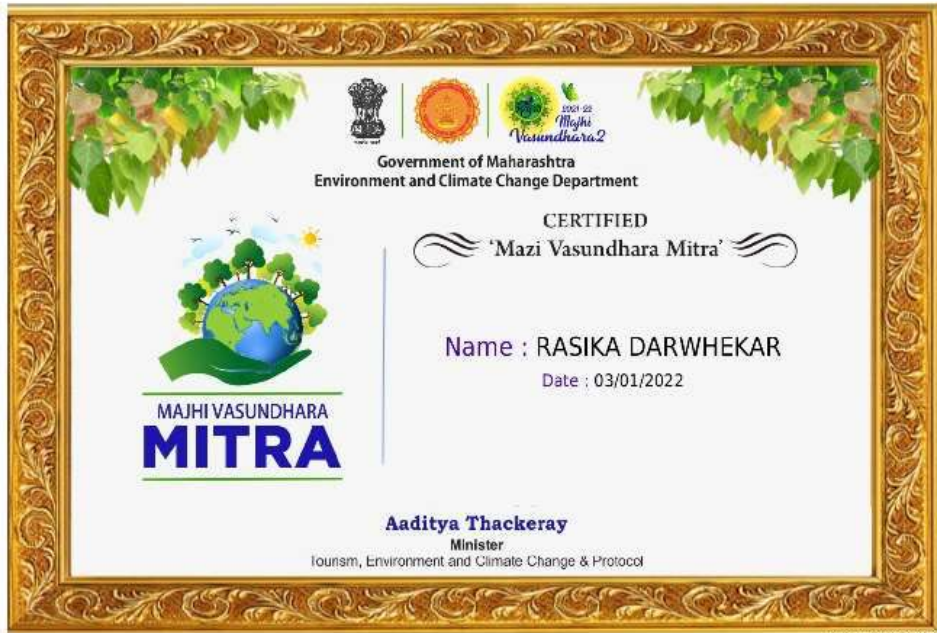 2021-22
Majhi
Vasundhara2
Government of Maharashtra
Environment and Climate Change Department
CERTIFIED
'Mazi Vasundhara Mitra'
Name : RASIKA DARWHEKAR
Date : 03/01/2022
MAJHI VASUNDHARA
MITRA
Aaditya Thackeray
Minister
Tourism, Environment and Climate Change & Protocol